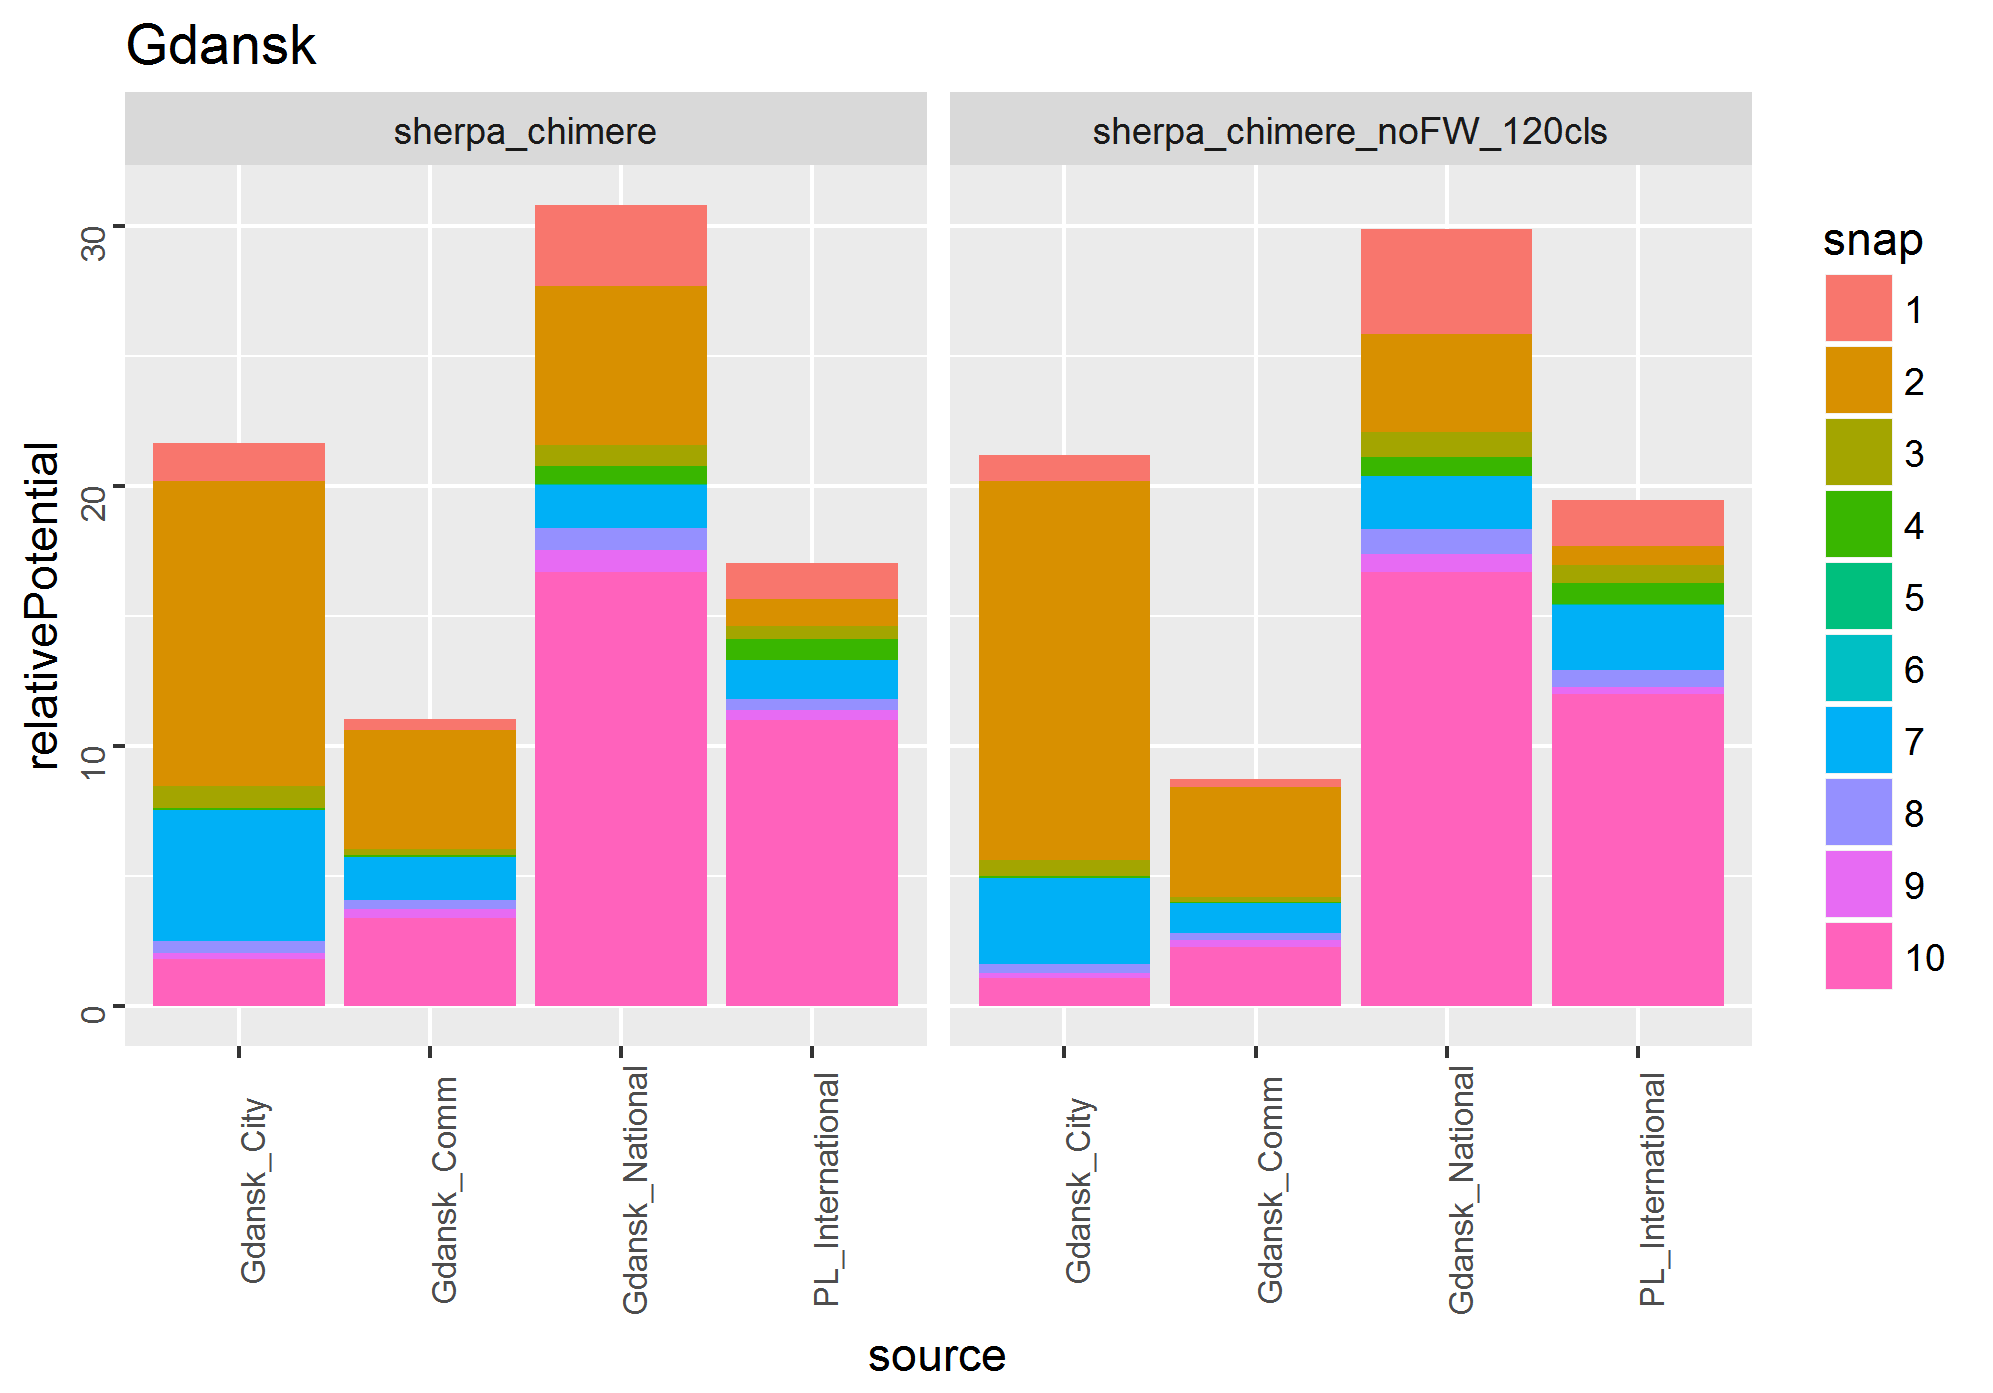 Gdansk
sherpa_chimere
sherpa_chimere_noFW_120cls
relativePotential
30
20
10
0
Gdansk_City
Gdansk_Comm
Gdansk_National
PL_International
Gdansk_City
Gdansk_Comm
Gdansk_National
PL_International
source
snap
1
2
3
4
5
6
7
8
9
10